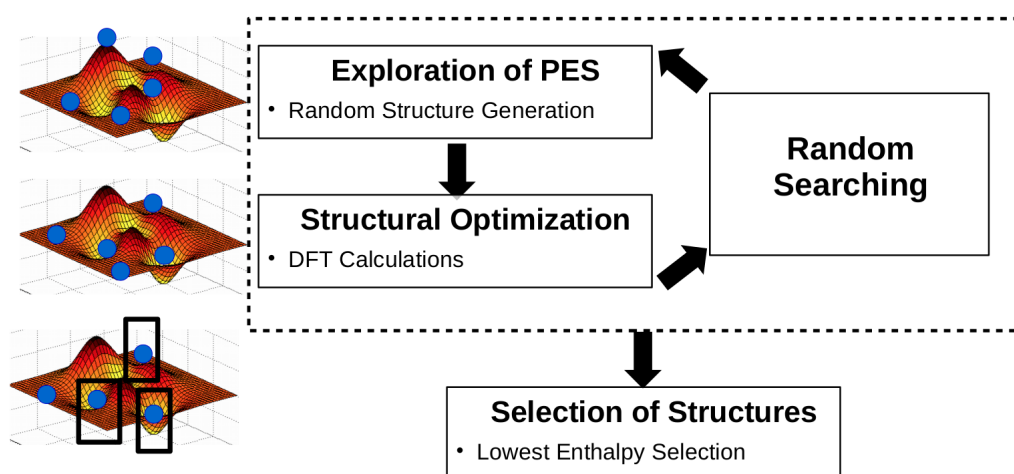 Exploration of PES
• Random Structure Generation
Random
Searching
Structural Optimization
• DFT Calculations
Selection of Structures
• Lowest Enthalpy Selection